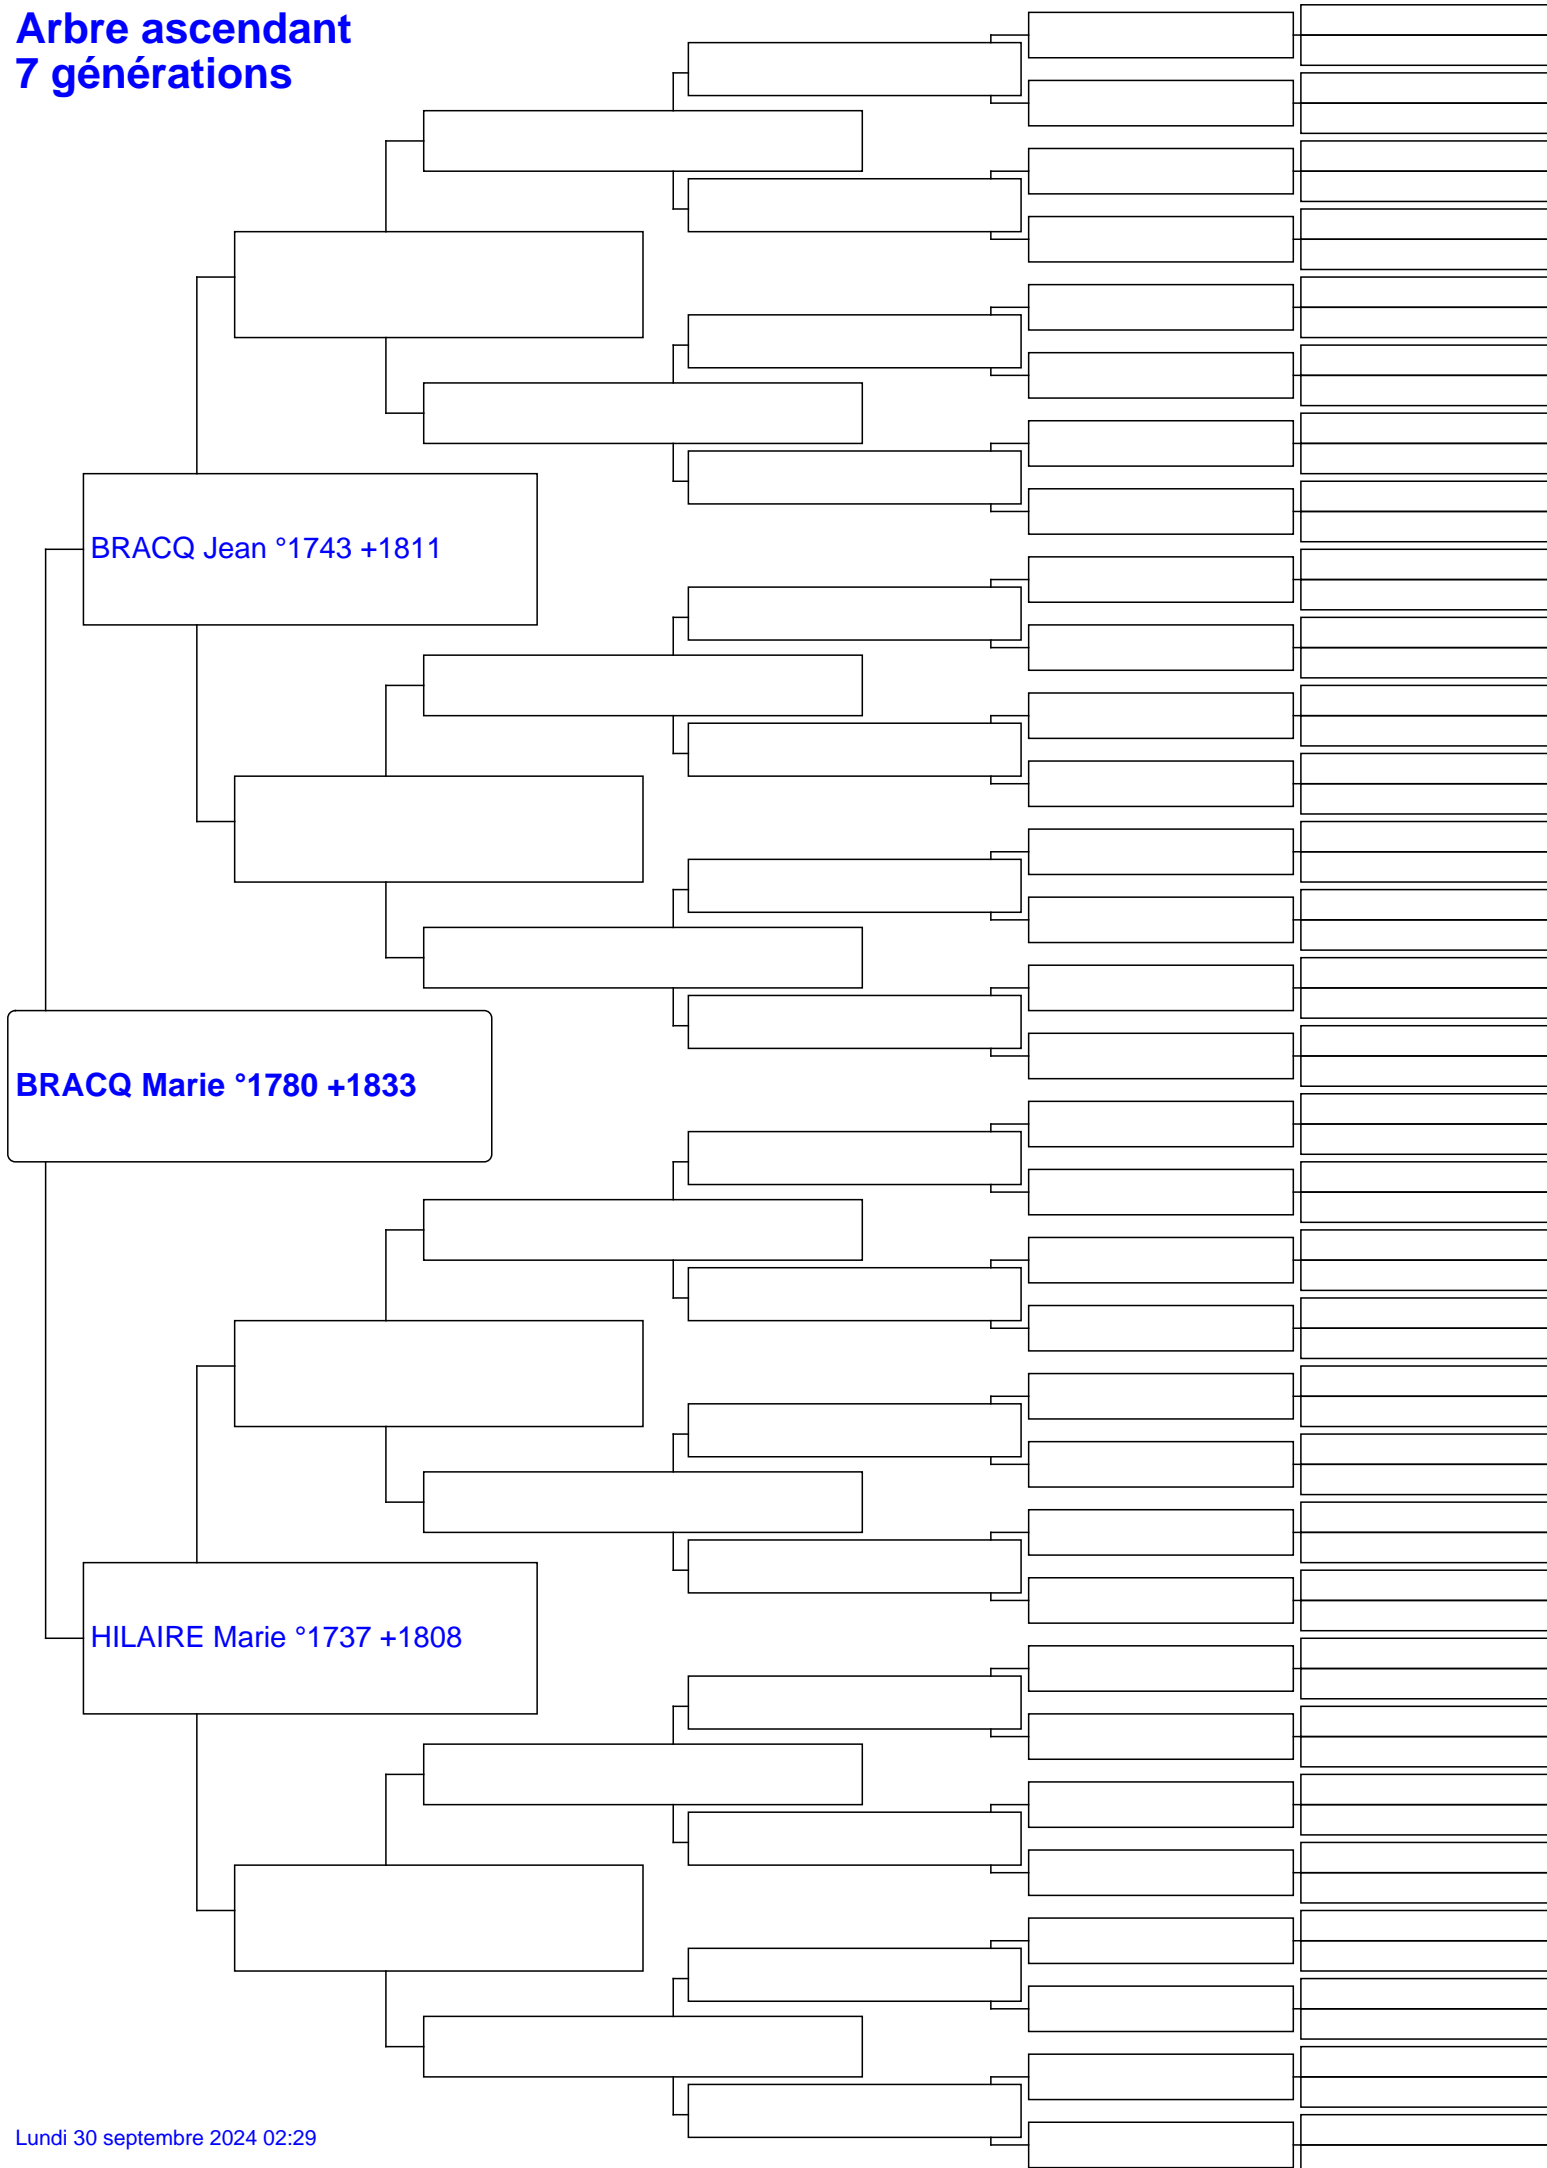 Arbre ascendant
7 générations
BRACQ Jean °1743 +1811
BRACQ Marie °1780 +1833
HILAIRE Marie °1737 +1808
Lundi 30 septembre 2024 02:29